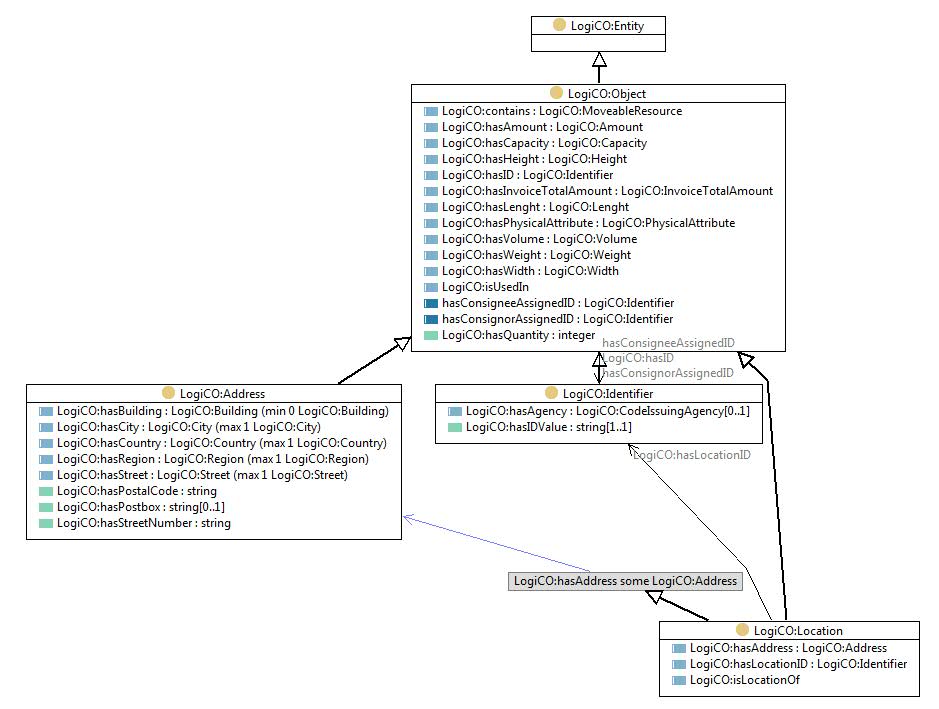 LogiCO:Entity
LogiCO:Object
LogiCO:contains : LogiCO:MoveableResource
LogiCO:hasAmount : LogiCO:Amount
LogiCO:hasCapacity : LogiCO:Capacity
LogiCO:hasHeight : LogiCO:Height
LogiCO:hasID : LogiCO:Identifier
LogiCO:hasInvoiceTotalAmount : LogiCO:InvoiceTotalAmount
LogiCO:hasLenght : LogiCO:Lenght
LogiCO:hasPhysicalAttribute : LogiCO:PhysicalAttribute
LogiCO:hasVolume : LogiCO:Volume
LogiCO:hasWeight : LogiCO:Weight
LogiCO:hasWidth : LogiCO:Width
LogiCO:isUsedIn
hasConsigneeAssignedID : LogiCO:Identifier
hasConsignorAssignedID : LogiCO:Identifier
LogiCO:hasQuantity : integer
hasConsigneeAssignedID
LogiCO:hasID
hasConsignorAssignedID
LogiCO:Address
LogiCO:hasBuilding : LogiCO:Building (min 0 LogiCO:Building)
LogiCO:hasCity : LogiCO:City (max 1 LogiCO:City)
LogiCO:hasCountry : LogiCO:Country (max 1 LogiCO:Country)
LogiCO:hasRegion : LogiCO:Region (max 1 LogiCO:Region)
LogiCO:hasStreet : LogiCO:Street (max 1 LogiCO:Street)
LogiCO:hasPostalCode : string
LogiCO:hasPostbox : string[0..1]
LogiCO:hasStreetNumber : string
LogiCO:Identifier
LogiCO:hasAgency : LogiCO:CodeIssuingAgency[0..1]
LogiCO:hasIDValue : string[1..1]
LogiCO:hasLocationID
LogiCO:hasAddress some LogiCO:Address
LogiCO:Location
LogiCO:hasAddress : LogiCO:Address
LogiCO:hasLocationID : LogiCO:Identifier
LogiCO:isLocationOf